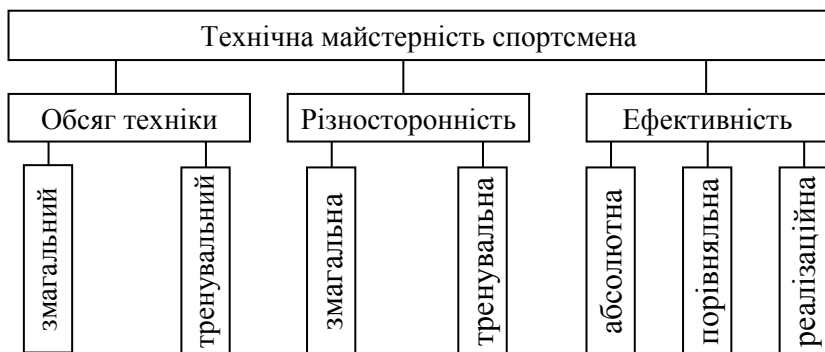 Технічна майстерність спортсмена
Обсяг техніки
Різносторонність
Ефективність
змагальний
тренувальний
змагальна
тренувальна
абсолютна
порівняльна
реалізаційна